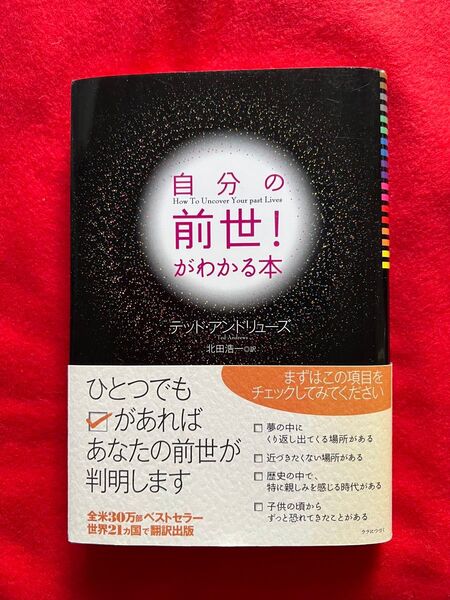 自分の
How To Uncover Your past Lives
前世!
がわかる本
テッド・アンドリューズ
Ted Andrews
北田浩一◎訳
ひとつでも
☑があれば
あなたの前世が
判明します
全米30万部ベストセラー
世界21カ国で翻訳出版
まずはこの項目を
チェックしてみてください
□ 夢の中に
くり返し出てくる場所がある
□ 近づきたくない場所がある
□ 歴史の中で、
特に親しみを感じる時代がある
□ 子供の頃から
ずっと恐れてきたことがある
ウラにつづく